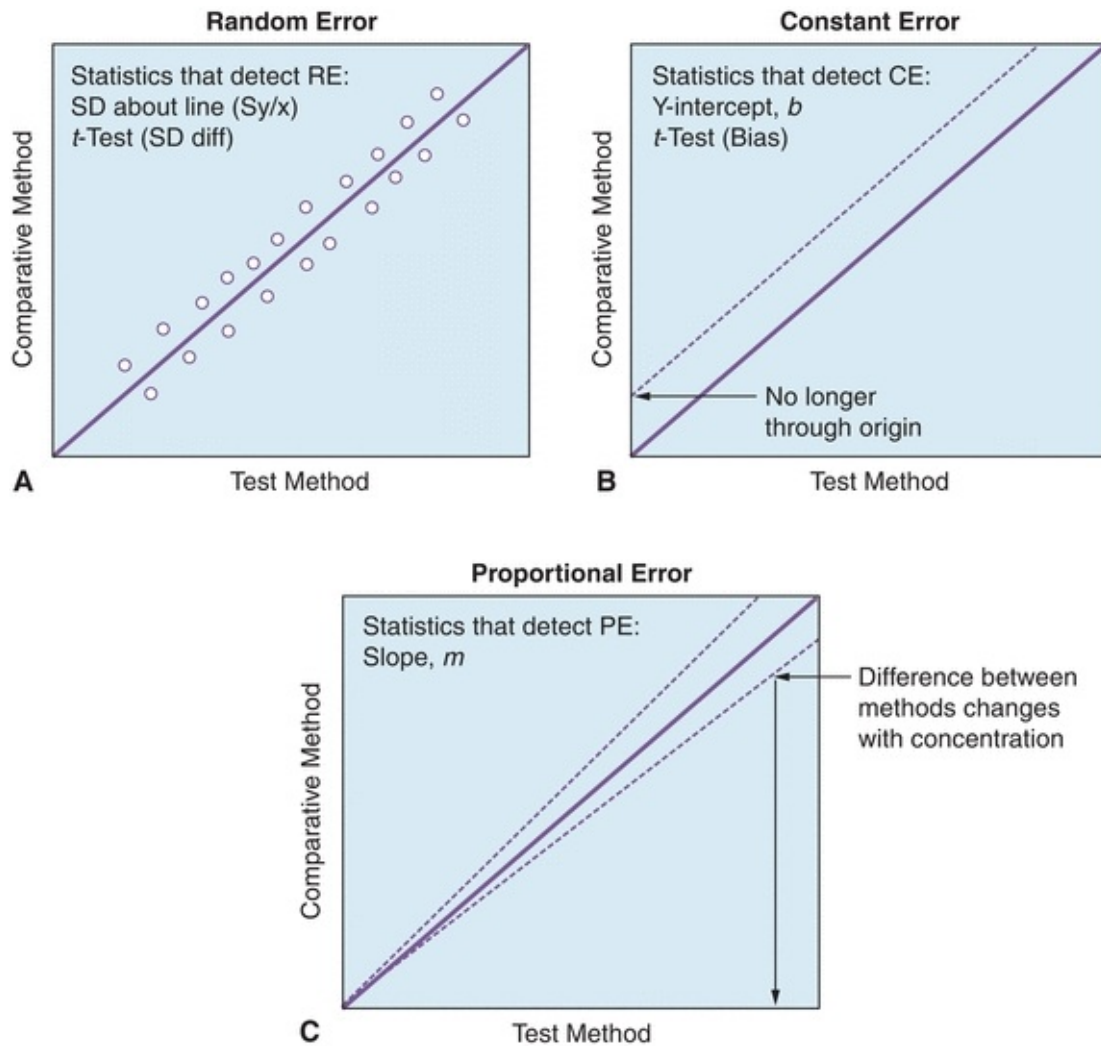 Random Error
Statistics that detect RE:
SD about line (Sy/x)
t-Test (SD diff)
Comparative Method
Test Method
A
Constant Error
Statistics that detect CE:
Y-intercept, b
t-Test (Bias)
No longer
through origin
Comparative Method
Test Method
B
Proportional Error
Statistics that detect PE:
Slope, m
Difference between
methods changes
with concentration
Comparative Method
Test Method
C